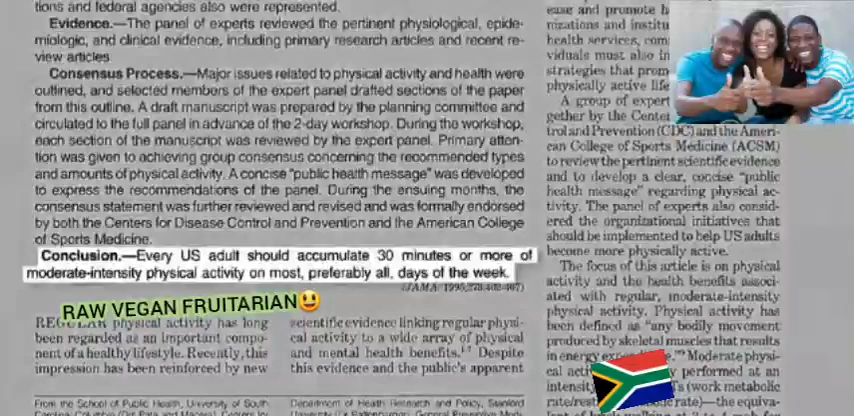 tions and federal agencies also were represented.
Evidence.—The panel of experts reviewed the pertinent physiological, epide-
miologic, and clinical evidence, including primary research articles and recent re-
view articles
Consensus Process.—Major issues related to physical activity and health were
outlined, and selected members of the expert panel drafted sections of the paper
from this outline. A draft manuscript was prepared by the planning committee and
circulated to the full panel in advance of the 2-day workshop. During the workshop,
each section of the manuscript was reviewed by the expert panel. Primary atten-
tion was given to achieving group consensus concerning the recommended types
and amounts of physical activity. A concise "public health message" was developed
to express the recommendations of the panel. During the ensuing months, the
consensus statement was further reviewed and revised and was formally endorsed
by both the Centers for Disease Control and Prevention and the American College
of Sports Medicine.
Conclusion.—Every US adult should accumulate 30 minutes or more of
moderate-intensity physical activity on most, preferably all, days of the week.
(JAMA. 1995;273:402-407)
RAW VEGAN FRUITARIAN😃
REGULAR physical activity has long
been regarded as an important compo-
nent of a healthy lifestyle. Recently, this
impression has been reinforced by new
From the School of Public Health, University of South
scientific evidence linking regular physi-
cal activity to a wide array of physical
and mental health benefits. Despite
this evidence and the public's apparent
Department of Health Research and Policy, Stanford
ease and promote h
nizations and institu
health services, com
viduals must also in
strategies that prom
physically active life
A group of expert
gether by the Center
trol and Prevention (CDC) and the Ameri-
can College of Sports Medicine (ACSM)
to review the pertinent scientific evidence
and to develop a clear, concise "public
health message" regarding physical ac-
tivity. The panel of experts also consid-
ered the organizational initiatives that
should be implemented to help US adults
become more physically active.
The focus of this article is on physical
activity and the health benefits associ-
ated with regular, moderate-intensity
physical activity. Physical activity has
been defined as "any bodily movement
produced by skeletal muscles that results
in energy Moderate physi-
cal performed at an
intensity (work metabolic